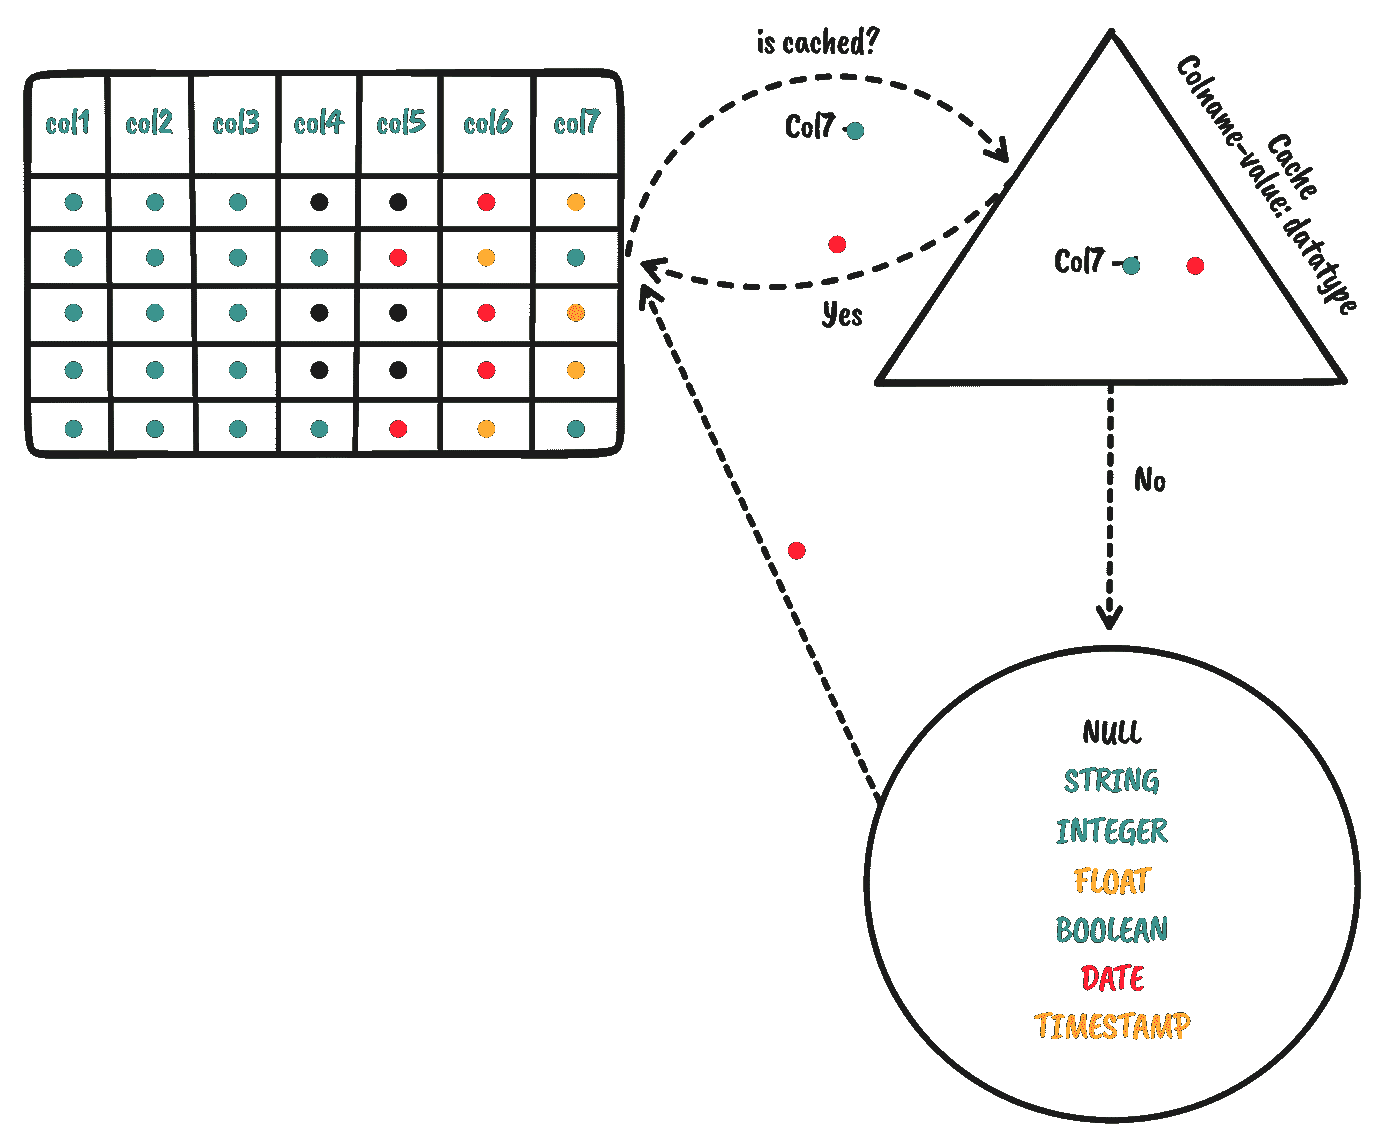 is cached?
col1 col2 col3 col4 col5 col6 col7
Col7 -
Yes
Cache
Colname-value: datatype
Col7 -
No
NULL
STRING
INTEGER
FLOAT
BOOLEAN
DATE
TIMESTAMP